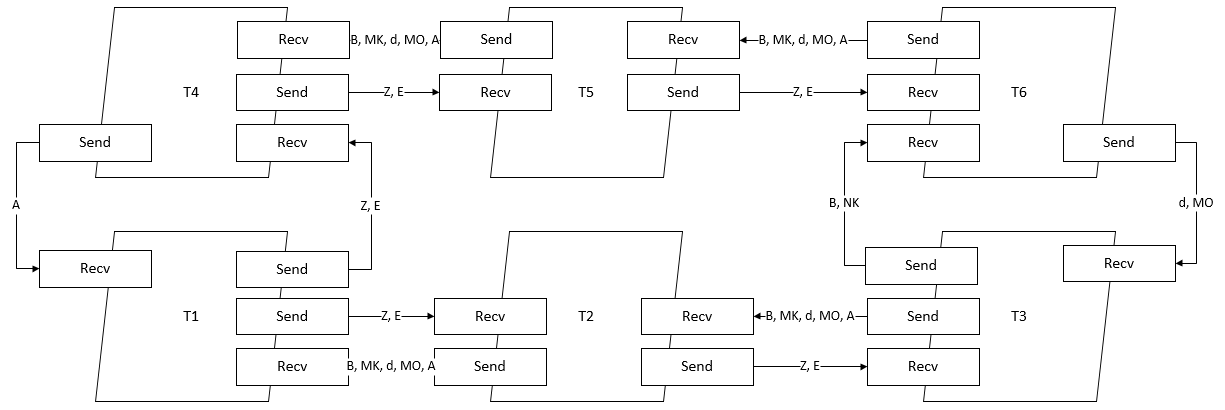 Recv B, MK, d, MO, A Send Recv B, MK, d, MO, A Send
T4 Send Z, E Recv T5 Send Z, E Recv T6
Send Recv Recv Send
A Z, E B, NK d, MO
Recv Send Send Recv
T1 Send Z, E Recv T2 Recv B, MK, d, MO, A Send T3
Recv B, MK, d, MO, A Send Send Z, E Recv